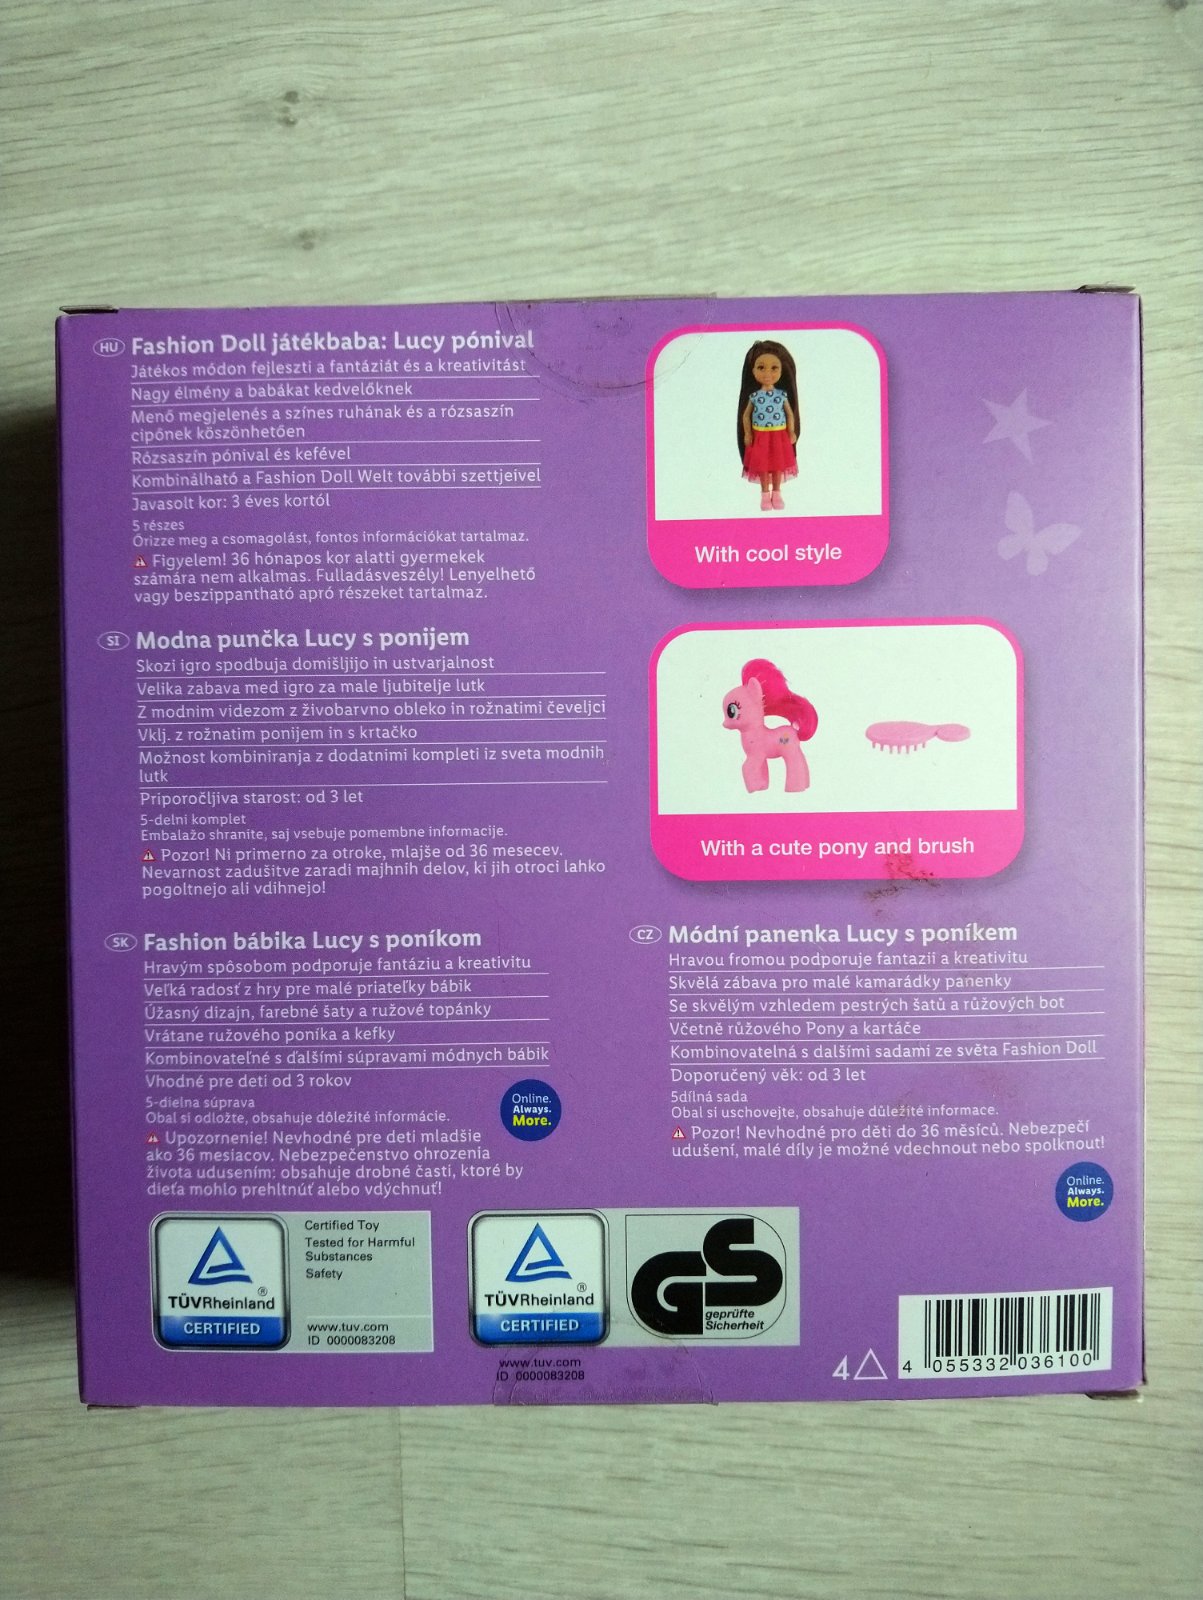 HU Fashion Doll játékbaba: Lucy pónival
Játékos módon fejleszti a fantáziát és a kreativitást
Nagy élmény a babákat kedvelőknek
Menő megjelenés a színes ruhának és a rózsaszín
cipőnek köszönhetően
Rózsaszín pónival és kefével
Kombinálható a Fashion Doll Welt további szettjeivel
Javasolt kor: 3 éves kortól
5 részes
Őrizze meg a csomagolást, fontos információkat tartalmaz.
Figyelem! 36 hónapos kor alatti gyermekek
számára nem alkalmas. Fulladásveszély! Lenyelhető
vagy beszippantható apró részeket tartalmaz.
With cool style
SI Modna punčka Lucy s ponijem
Skozi igro spodbuja domišljijo in ustvarjalnost
Velika zabava med igro za male ljubitelje lutk
Z modnim videzom z živobarvno obleko in rožnatimi čeveljci
Vklj. z rožnatim ponijem in s krtačko
Možnost kombiniranja z dodatnimi kompleti iz sveta modnih
lutk
Priporočljiva starost: od 3 let
5-delni komplet
Embalažo shranite, saj vsebuje pomembne informacije.
Pozor! Ni primerno za otroke, mlajše od 36 mesecev.
Nevarnost zadušitve zaradi majhnih delov, ki jih otroci lahko
pogoltnejo ali vdihnejo!
With a cute pony and brush
SK Fashion bábika Lucy s poníkom
Hravým spôsobom podporuje fantáziu a kreativitu
Veľká radosť z hry pre malé priateľky bábik
Úžasný dizajn, farebné šaty a ružové topánky
Vrátane ružového poníka a kefky
Kombinovateľné s ďalšími súpravami módnych bábik
Vhodné pre deti od 3 rokov
5-dielna súprava
Obal si odložte, obsahuje dôležité informácie.
Upozornenie! Nevhodné pre deti mladšie
ako 36 mesiacov. Nebezpečenstvo ohrozenia
života udusením: obsahuje drobné časti, ktoré by
dieťa mohlo prehltnúť alebo vdýchnuť!
Online.
Always.
More.
CZ Módní panenka Lucy s poníkem
Hravou fromou podporuje fantazii a kreativitu
Skvělá zábava pro malé kamarádky panenky
Se skvělým vzhledem pestrých šatů a růžových bot
Včetně růžového Pony a kartáče
Kombinovatelná s dalšími sadami ze světa Fashion Doll
Doporučený věk: od 3 let
5dílná sada
Obal si uschovejte, obsahuje důležité informace.
Pozor! Nevhodné pro děti do 36 měsíců. Nebezpečí
udušení, malé díly je možné vdechnout nebo spolknout!
Online.
Always.
More.
TÜVRheinland®
CERTIFIED
Certified Toy
Tested for Harmful
Substances
Safety
www.tuv.com
ID 0000083208
TÜVRheinland®
CERTIFIED
www.tuv.com
ID 0000083208
GS
geprüfte
Sicherheit
4
4 055332 036100